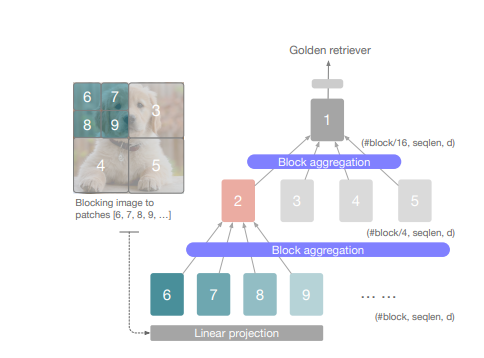 Golden retriever
6 7 3
8 9
4 5
1
(#block/16, seqlen, d)
Block aggregation
2 3 4 5
Blocking image to
patches [6, 7, 8, 9, ...]
(#block/4, seqlen, d)
Block aggregation
6 7 8 9 ... ...
(#block, seqlen, d)
Linear projection